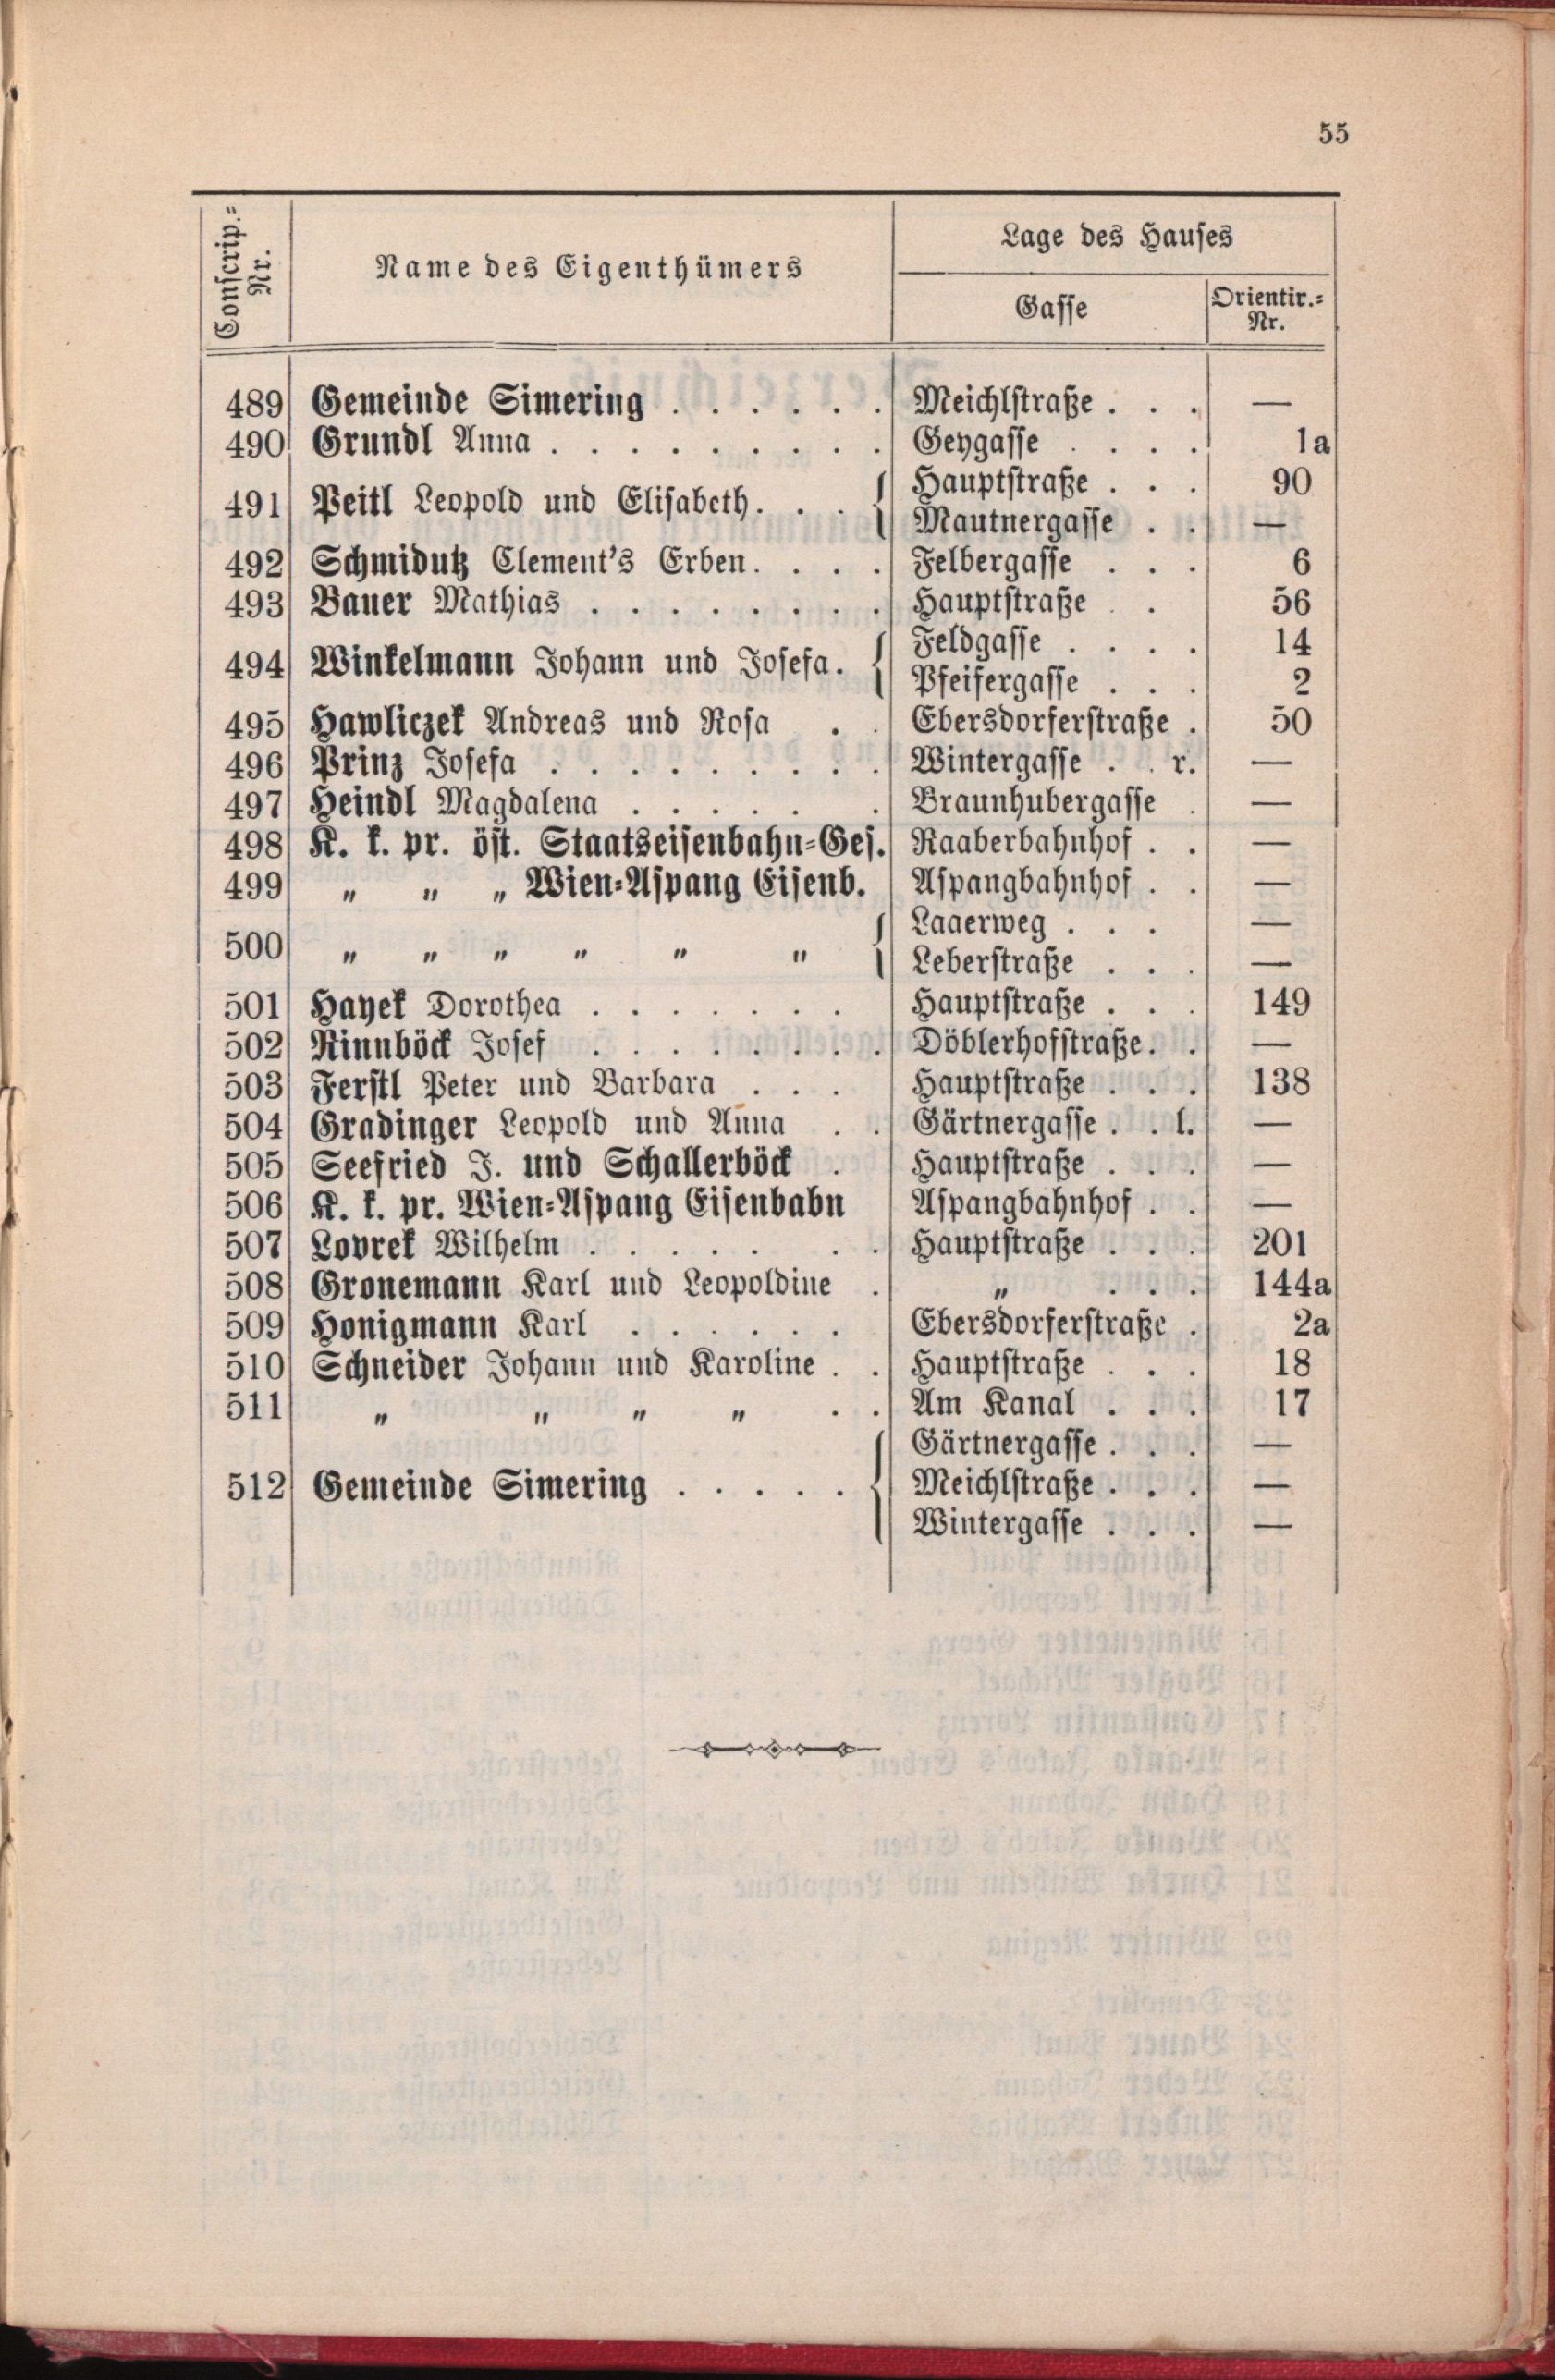 55
Conscrip.=Nr. Name des Eigenthümers Lage des Hauses
Gasse Orientir.=Nr.
489 Gemeinde Simering . . . . . . Meichlstraße . . . —
490 Grundl Anna . . . . . . . . . Geygasse . . . . 1a
491 Peitl Leopold und Elisabeth. . . { Hauptstraße . . . 90
Mautnergasse . . —
492 Schmidutz Clement's Erben. . . . Felbergasse . . . 6
493 Bauer Mathias . . . . . . . . Hauptstraße . . 56
494 Winkelmann Johann und Josefa. { Feldgasse . . . . 14
Pfeifergasse . . . 2
495 Hawliczek Andreas und Rosa . . Ebersdorferstraße . 50
496 Prinz Josefa . . . . . . . . . Wintergasse . . r. —
497 Heindl Magdalena . . . . . . Braunhubergasse . —
498 K. k. pr. öst. Staatseisenbahn=Ges. Raaberbahnhof . . —
499 „ „ „ Wien=Aspang Eisenb. Aspangbahnhof . . —
500 „ „ „ „ „ „ { Laaerweg . . . —
Leberstraße . . . —
501 Hayek Dorothea . . . . . . . Hauptstraße . . . 149
502 Rinnböck Josef . . . . . . . . Döblerhofstraße. . —
503 Ferstl Peter und Barbara . . . Hauptstraße . . . 138
504 Gradinger Leopold und Anna . . Gärtnergasse . . l. —
505 Seefried J. und Schallerböck . Hauptstraße . . . —
506 K. k. pr. Wien=Aspang Eisenbabn Aspangbahnhof . . —
507 Lovrek Wilhelm . . . . . . . Hauptstraße . . . 201
508 Gronemann Karl und Leopoldine . „ . . . 144a
509 Honigmann Karl . . . . . . Ebersdorferstraße . 2a
510 Schneider Johann und Karoline . . Hauptstraße . . . 18
511 „ „ „ „ . . Am Kanal . . . 17
Gärtnergasse . . . —
512 Gemeinde Simering . . . . . { Meichlstraße . . . —
Wintergasse . . . —